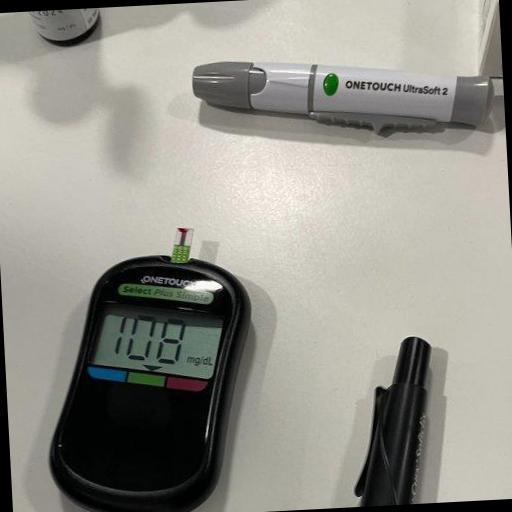 ONETOUCH UltraSoft 2
ONETOUCH
Select Plus Simple
108
mg/dL